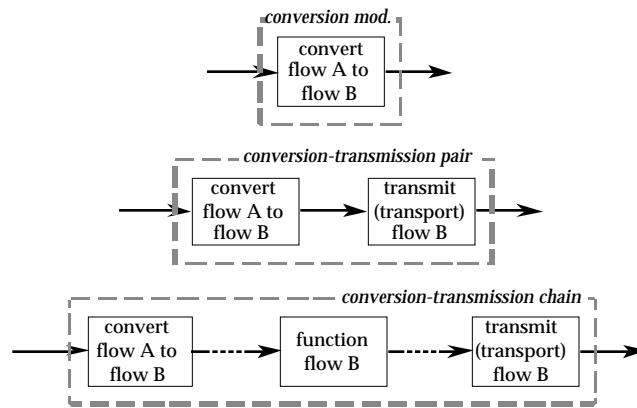 conversion mod.
convert
flow A to
flow B
conversion-transmission pair
convert
flow A to
flow B
transmit
(transport)
flow B
conversion-transmission chain
convert
flow A to
flow B
function
flow B
transmit
(transport)
flow B